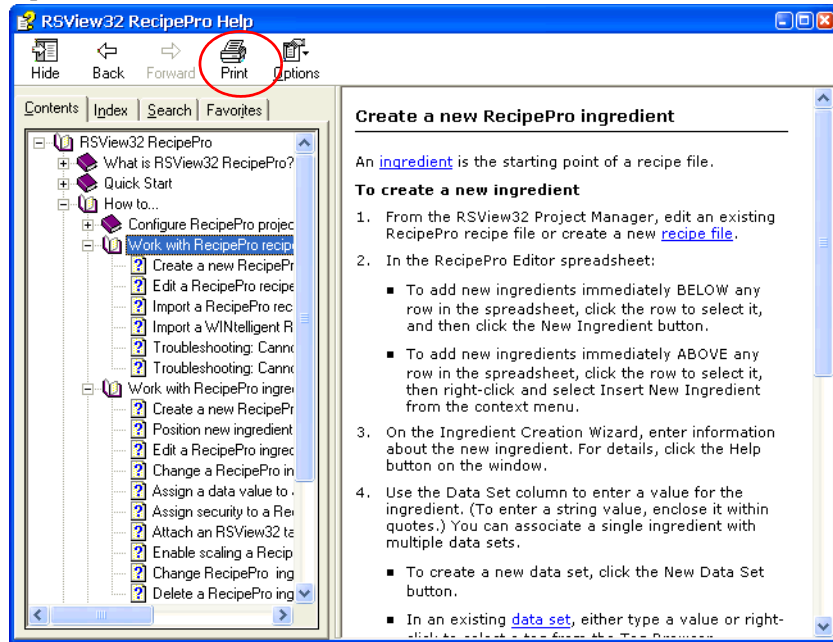 RSView32 RecipePro Help
Hide Back Forward Print Options
Contents Index Search Favorites
RSView32 RecipePro
What is RSView32 RecipePro?
Quick Start
How to...
Configure RecipePro projec
Work with RecipePro recipe
Create a new RecipePr
Edit a RecipePro recipe
Import a RecipePro rec
Import a WINtelligent R
Troubleshooting: Canno
Troubleshooting: Canno
Work with RecipePro ingre
Create a new RecipePr
Position new ingredient
Edit a RecipePro ingrec
Change a RecipePro in
Assign a data value to
Assign security to a Re
Attach an RSView32 ta
Enable scaling a Recip
Change RecipePro ing
Delete a RecipePro ing
Create a new RecipePro ingredient
An ingredient is the starting point of a recipe file.
To create a new ingredient
1. From the RSView32 Project Manager, edit an existing
RecipePro recipe file or create a new recipe file.
2. In the RecipePro Editor spreadsheet:
■ To add new ingredients immediately BELOW any
row in the spreadsheet, click the row to select it,
and then click the New Ingredient button.
■ To add new ingredients immediately ABOVE any
row in the spreadsheet, click the row to select it,
then right-click and select Insert New Ingredient
from the context menu.
3. On the Ingredient Creation Wizard, enter information
about the new ingredient. For details, click the Help
button on the window.
4. Use the Data Set column to enter a value for the
ingredient. (To enter a string value, enclose it within
quotes.) You can associate a single ingredient with
multiple data sets.
■ To create a new data set, click the New Data Set
button.
■ In an existing data set, either type a value or right-
click to select a tag from the Tag Browser